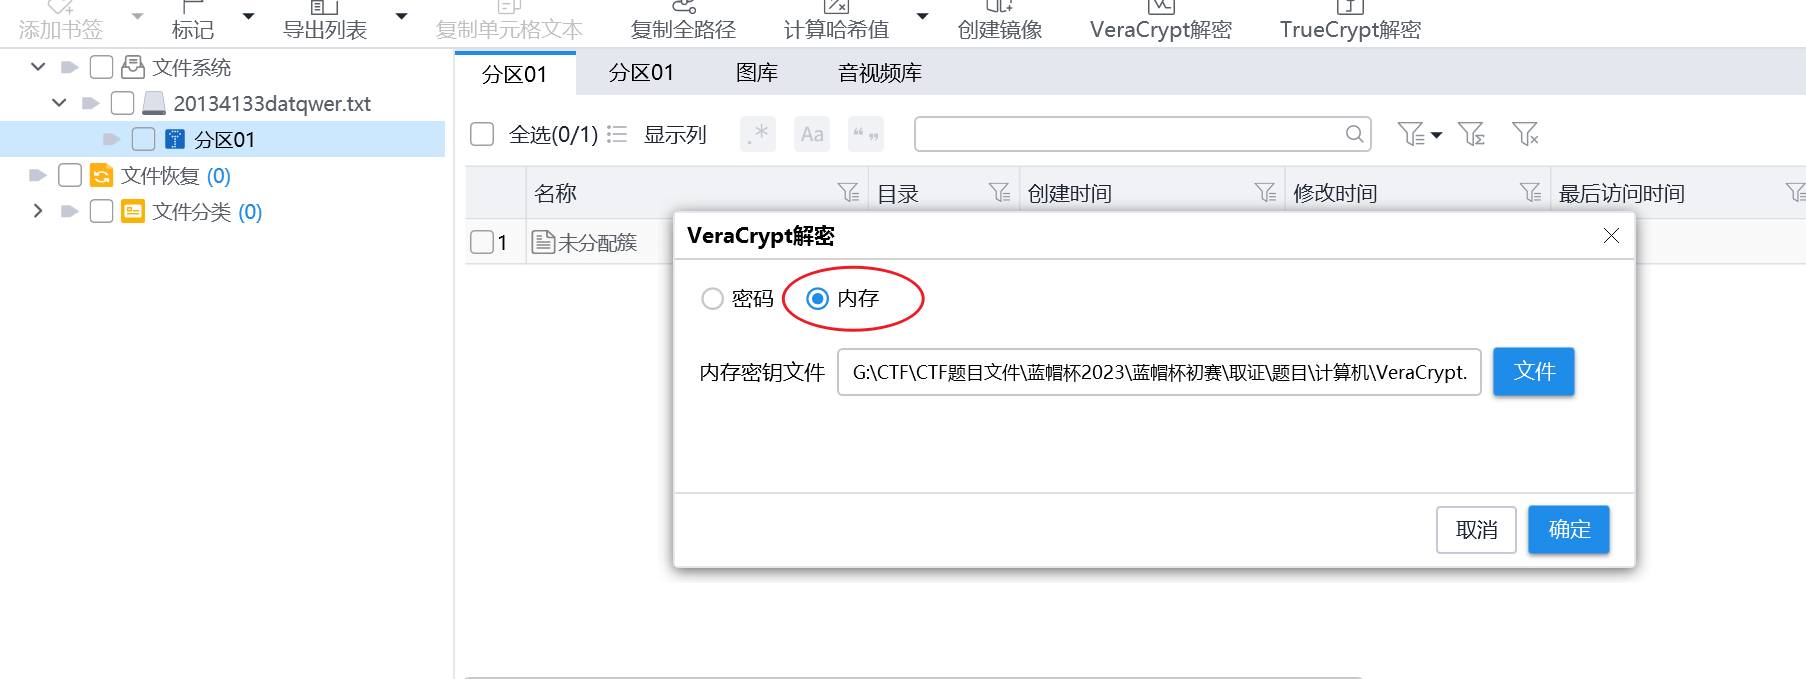 添加书签 标记 导出列表 复制单元格文本 复制全路径 计算哈希值 创建镜像 VeraCrypt解密 TrueCrypt解密
文件系统
20134133datqwer.txt
分区01
文件恢复 (0)
文件分类 (0)
分区01 分区01 图库 音视频库
全选(0/1) 显示列 .* Aa “ ”
名称 目录 创建时间 修改时间 最后访问时间
1 未分配簇
VeraCrypt解密
密码 内存
内存密钥文件 G:\CTF\CTF题目文件\蓝帽杯2023\蓝帽杯初赛\取证\题目\计算机\VeraCrypt. 文件
取消 确定